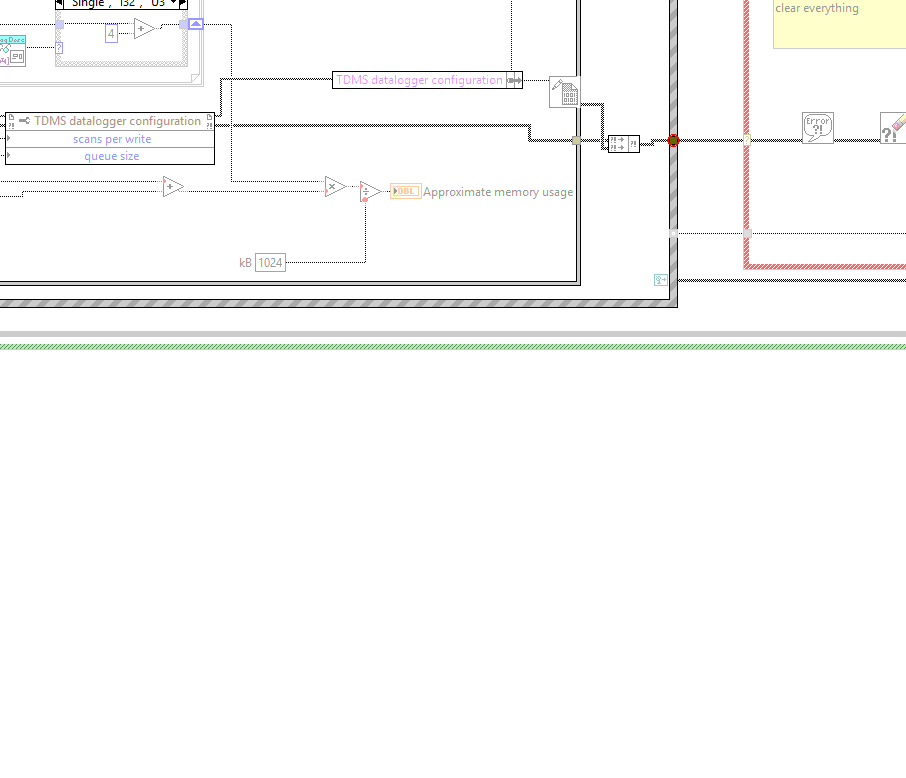 Single", "I32", "U3
clear everything
4
?
TDMS datalogger configuration
TDMS datalogger configuration
scans per write
queue size
Error
?!
?!
DBL
Approximate memory usage
kB 1024